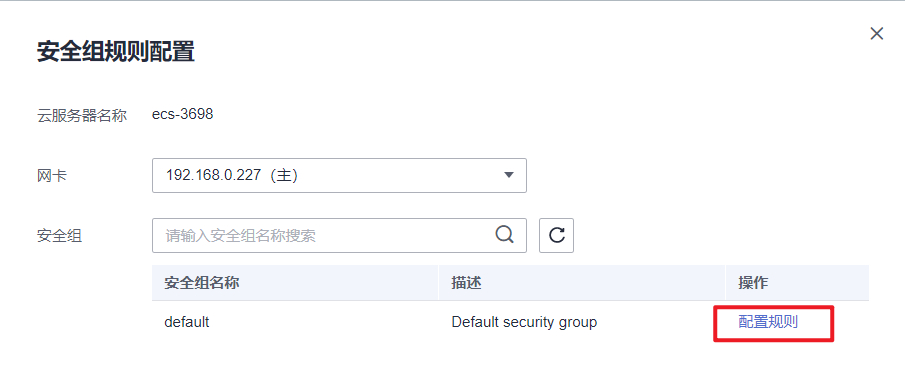 安全组规则配置
云服务器名称 ecs-3698
网卡 192.168.0.227（主）
安全组 请输入安全组名称搜索
安全组名称 描述 操作
default Default security group 配置规则